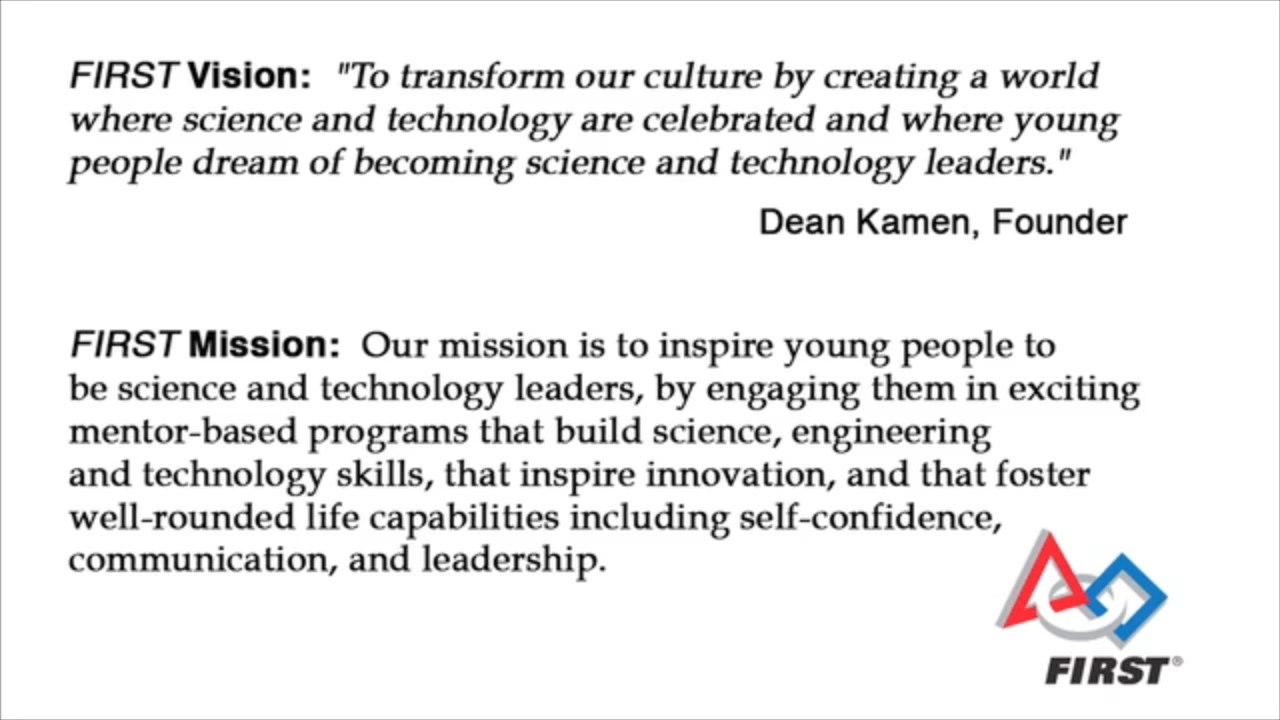 FIRST Vision: "To transform our culture by creating a world
where science and technology are celebrated and where young
people dream of becoming science and technology leaders."
Dean Kamen, Founder
FIRST Mission: Our mission is to inspire young people to
be science and technology leaders, by engaging them in exciting
mentor-based programs that build science, engineering
and technology skills, that inspire innovation, and that foster
well-rounded life capabilities including self-confidence,
communication, and leadership.
FIRST®